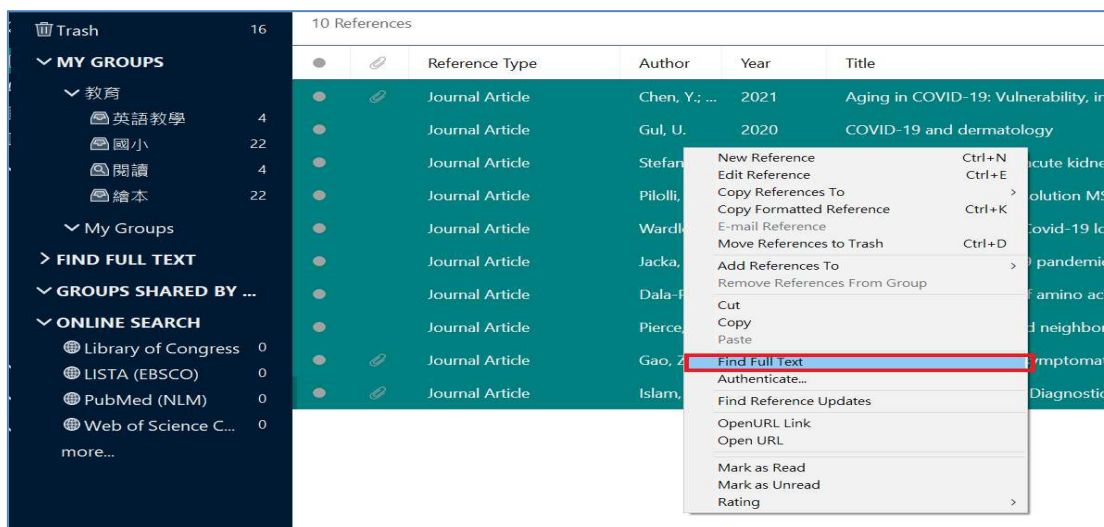 Trash 16
MY GROUPS
教育
英語教學 4
國小 22
閱讀 4
繪本 22
My Groups
FIND FULL TEXT
GROUPS SHARED BY ...
ONLINE SEARCH
Library of Congress 0
LISTA (EBSCO) 0
PubMed (NLM) 0
Web of Science C... 0
more...
10 References
Reference Type Author Year Title
Journal Article Chen, Y.; ... 2021 Aging in COVID-19: Vulnerability, in
Journal Article Gul, U. 2020 COVID-19 and dermatology
Journal Article Stefan acute kidne
Journal Article Pilolli, olution MS
Journal Article Wardl Covid-19 lo
Journal Article Jacka, 9 pandemi
Journal Article Dala-P f amino ac
Journal Article Pierce, d neighbor
Journal Article Gao, Z ymptomat
Journal Article Islam, Diagnostic
New Reference Ctrl+N
Edit Reference Ctrl+E
Copy References To
Copy Formatted Reference Ctrl+K
E-mail Reference
Move References to Trash Ctrl+D
Add References To
Remove References From Group
Cut
Copy
Paste
Find Full Text
Authenticate...
Find Reference Updates
OpenURL Link
Open URL
Mark as Read
Mark as Unread
Rating